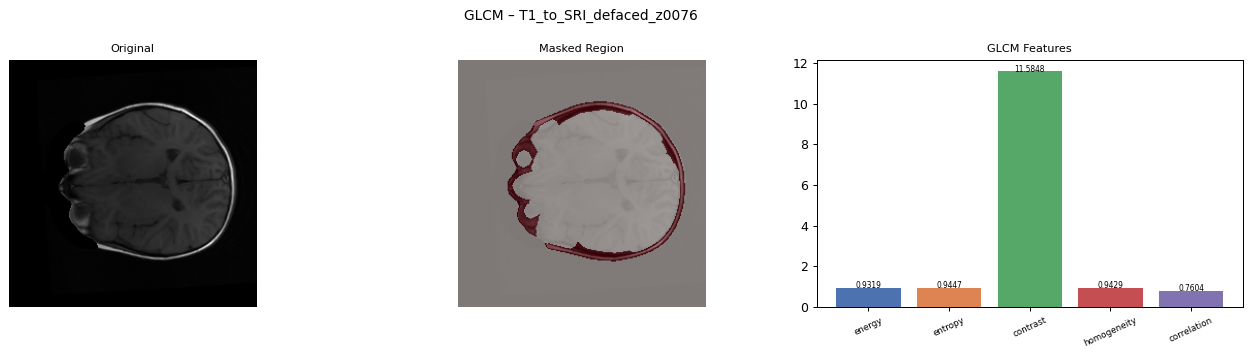 GLCM – T1_to_SRI_defaced_z0076
Original
Masked Region
GLCM Features
12
10
8
6
4
2
0
0.9319
0.9447
11.5848
0.9429
0.7604
energy
entropy
contrast
homogeneity
correlation